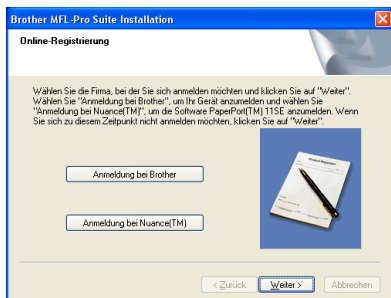 Brother MFL-Pro Suite Installation
Online-Registrierung
Wählen Sie die Firma, bei der Sie sich anmelden möchten und klicken Sie auf "Weiter".
Wählen Sie "Anmeldung bei Brother", um Ihr Gerät anzumelden und wählen Sie
"Anmeldung bei Nuance(TM)", um die Software PaperPort(TM) 11SE anzumelden. Wenn
Sie sich zu diesem Zeitpunkt nicht anmelden möchten, klicken Sie auf "Weiter".
Anmeldung bei Brother
Anmeldung bei Nuance(TM)
< Zurück
Weiter >
Abbrechen